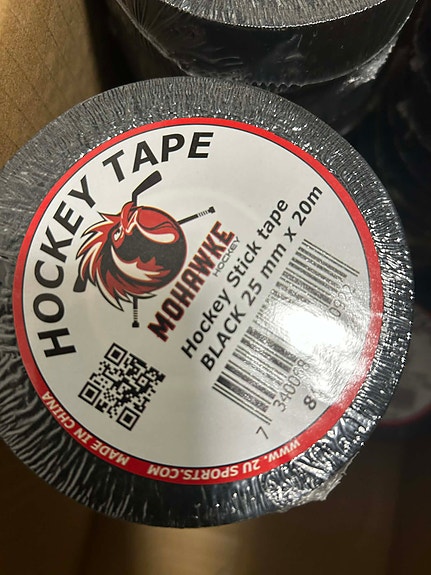 HOCKEY TAPE
MOHAWKE
HOCKEY
Hockey Stick tape
BLACK 25 mm x 20m
MADE IN CHINA
WWW. 2U SPORTS.COM